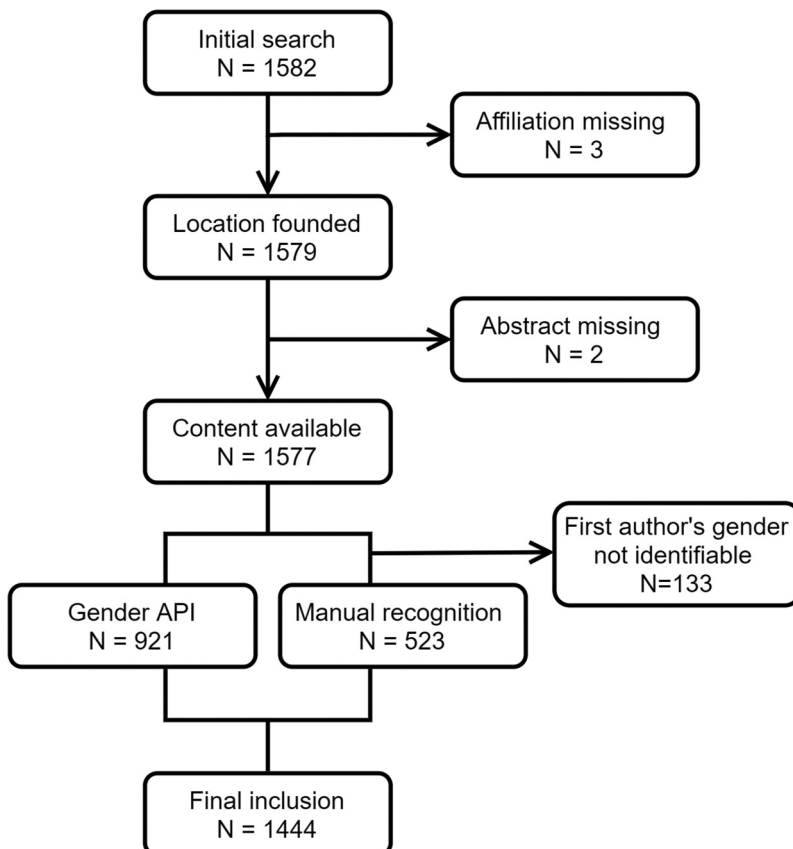 Initial search
N = 1582
Affiliation missing
N = 3
Location founded
N = 1579
Abstract missing
N = 2
Content available
N = 1577
First author's gender
not identifiable
N=133
Gender API
N = 921
Manual recognition
N = 523
Final inclusion
N = 1444